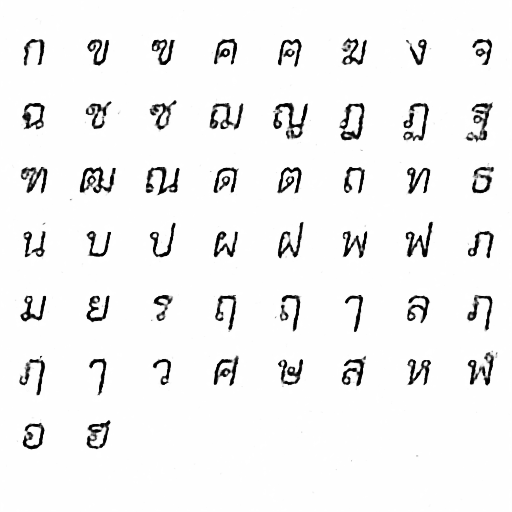 ก ข ฃ ค ฅ ฆ ง จ
ฉ ช ซ ฌ ญ ฎ ฏ ฐ
ฑ ฒ ณ ด ต ถ ท ธ
น บ ป ผ ฝ พ ฟ ภ
ม ย ร ฤ ฤ ๅ ล ฦ
ฦ ๅ ว ศ ษ ส ห ฬ
อ ฮ